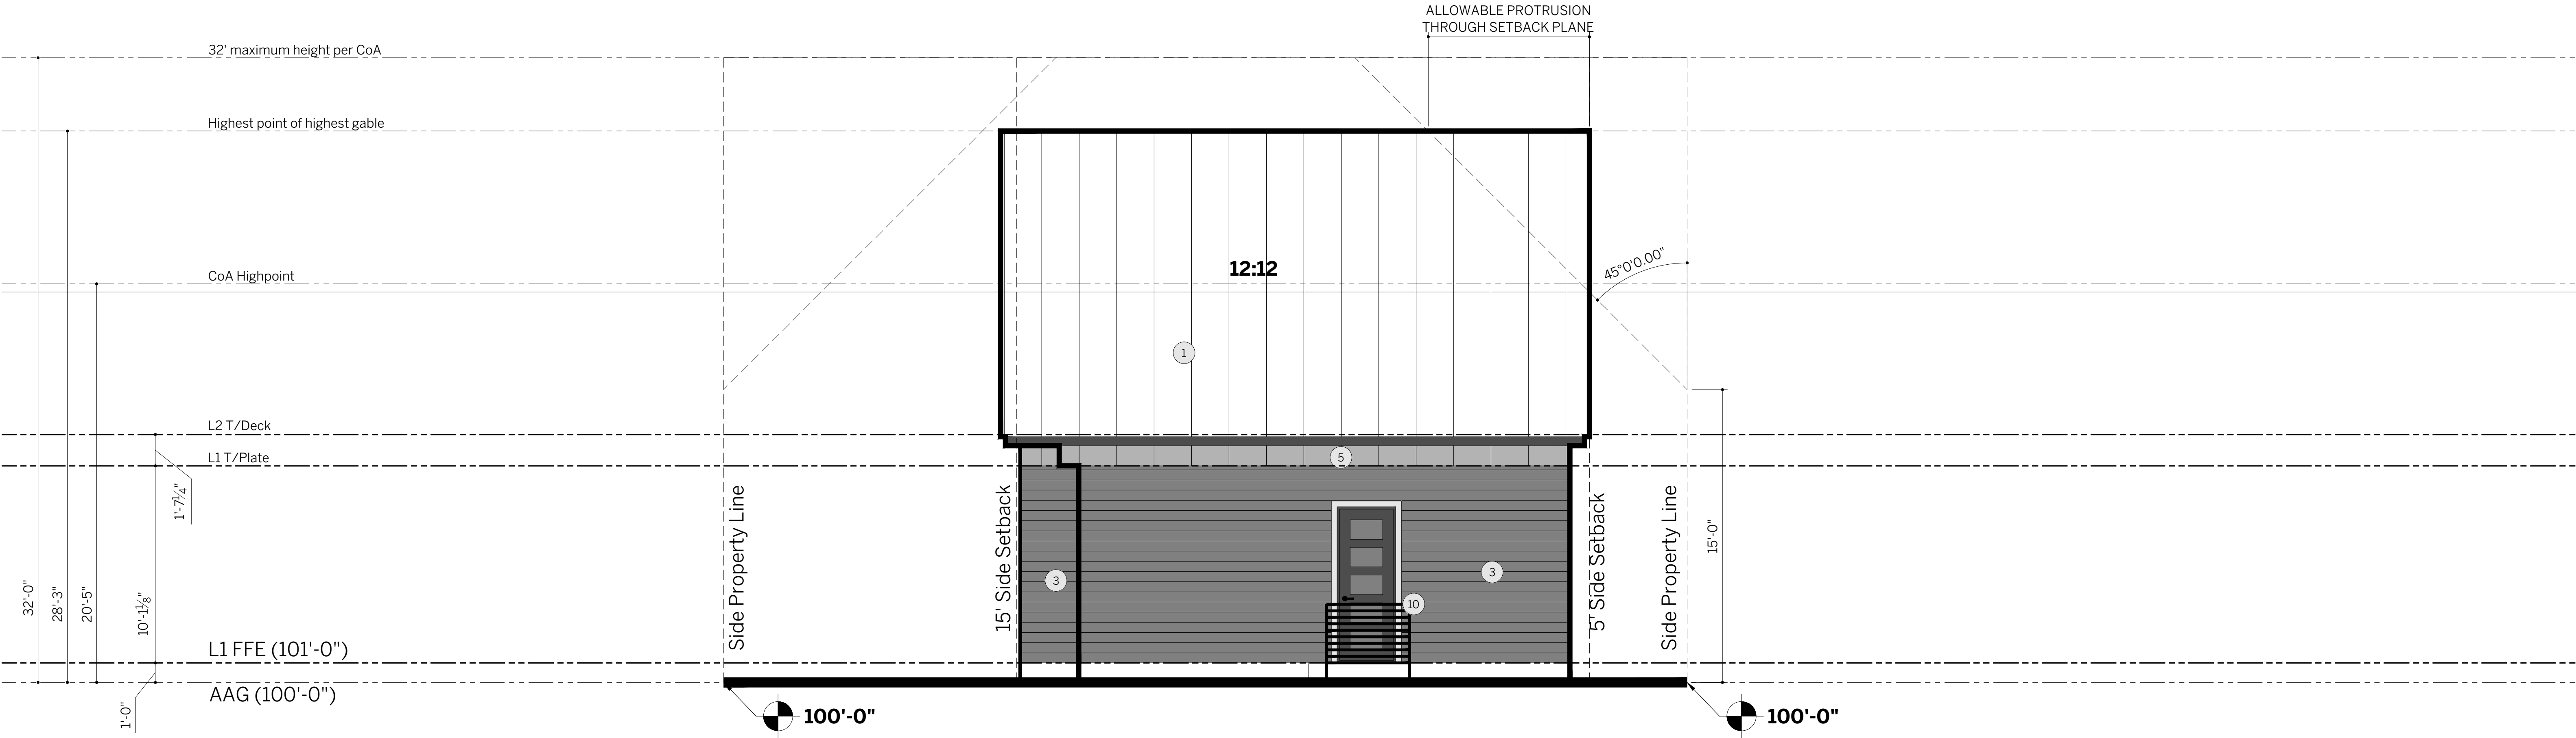 ALLOWABLE PROTRUSION
THROUGH SETBACK PLANE
32' maximum height per CoA
Highest point of highest gable
CoA Highpoint
12:12
45°0'0.00"
1
L2 T/Deck
L1 T/Plate
5
1'-7¼"
Side Property Line
15' Side Setback
5' Side Setback
Side Property Line
15'-0"
3
3
10
32'-0"
28'-3"
20'-5"
10'-1⅛"
L1 FFE (101'-0")
AAG (100'-0")
1'-0"
100'-0"
100'-0"